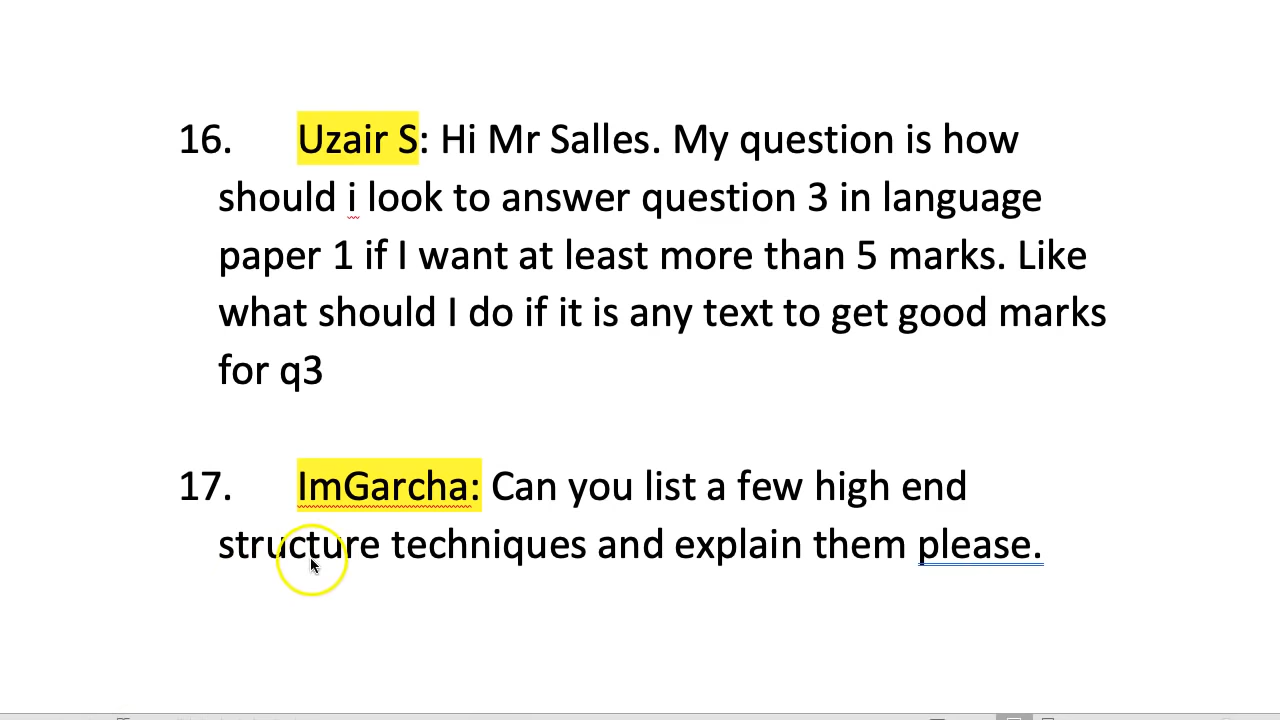 16. Uzair S: Hi Mr Salles. My question is how
should i look to answer question 3 in language
paper 1 if I want at least more than 5 marks. Like
what should I do if it is any text to get good marks
for q3
17. ImGarcha: Can you list a few high end
structure techniques and explain them please.